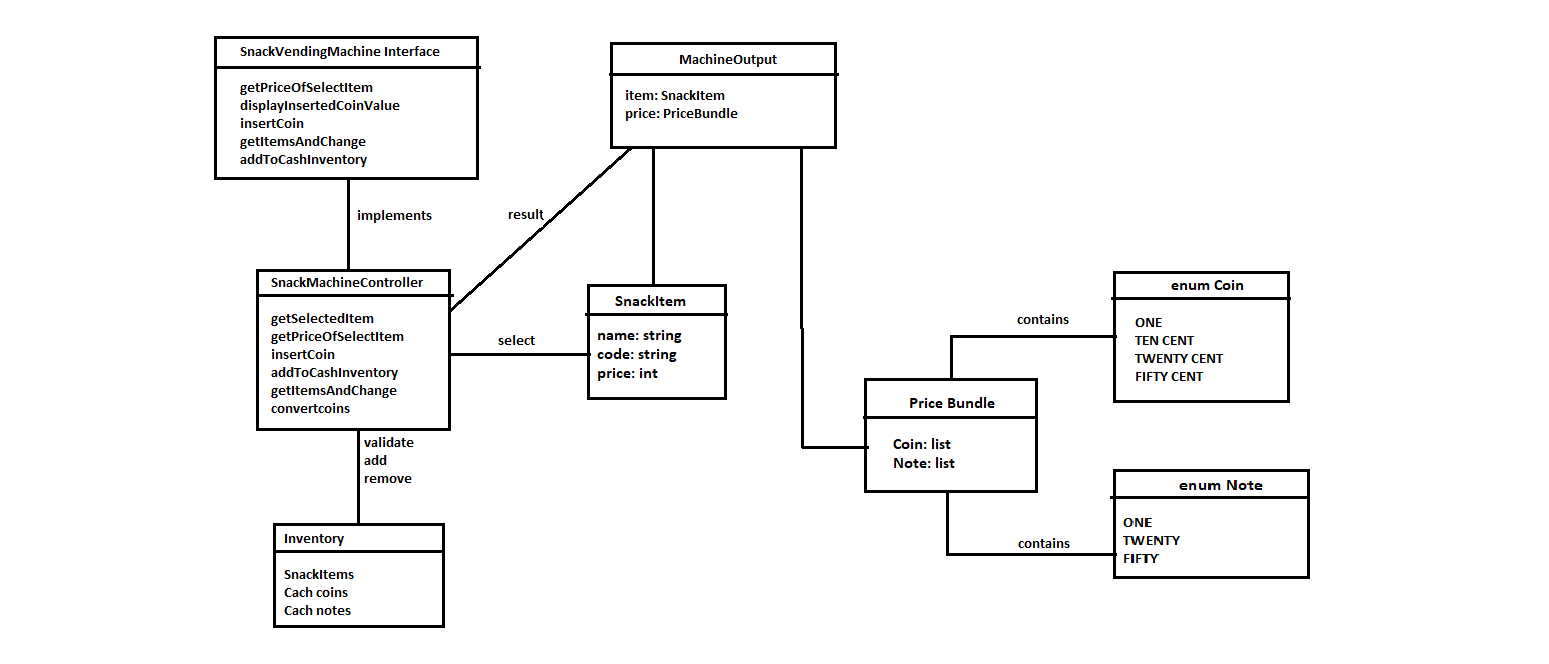 SnackVendingMachine Interface
getPriceOfSelectItem
displayInsertedCoinValue
insertCoin
getItemsAndChange
addToCashInventory
MachineOutput
item: SnackItem
price: PriceBundle
implements
result
SnackMachineController
getSelectedItem
getPriceOfSelectItem
insertCoin
addToCashInventory
getItemsAndChange
convertcoins
select
SnackItem
name: string
code: string
price: int
validate
add
remove
Inventory
SnackItems
Cach coins
Cach notes
Price Bundle
Coin: list
Note: list
contains
enum Coin
ONE
TEN CENT
TWENTY CENT
FIFTY CENT
contains
enum Note
ONE
TWENTY
FIFTY